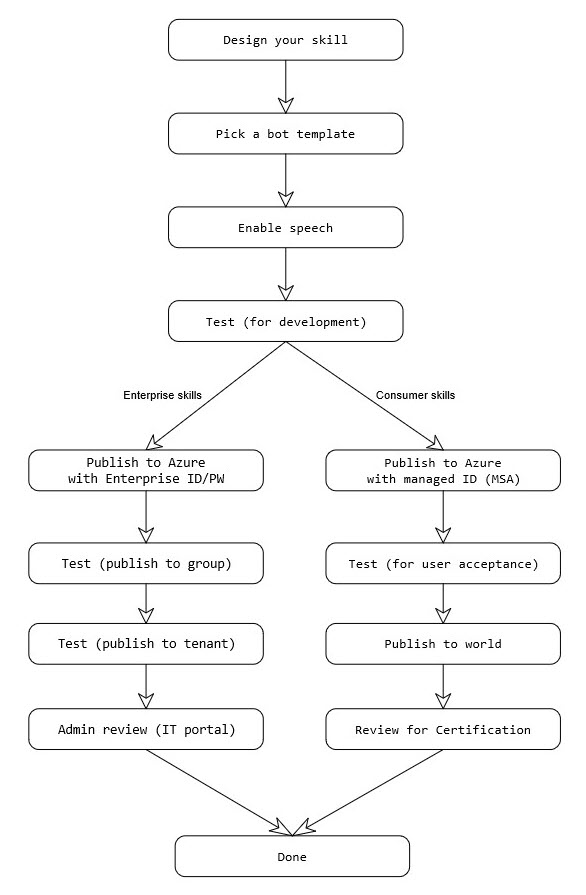 Design your skill
Pick a bot template
Enable speech
Test (for development)
Enterprise skills
Consumer skills
Publish to Azure
with Enterprise ID/PW
Publish to Azure
with managed ID (MSA)
Test (publish to group)
Test (for user acceptance)
Test (publish to tenant)
Publish to world
Admin review (IT portal)
Review for Certification
Done